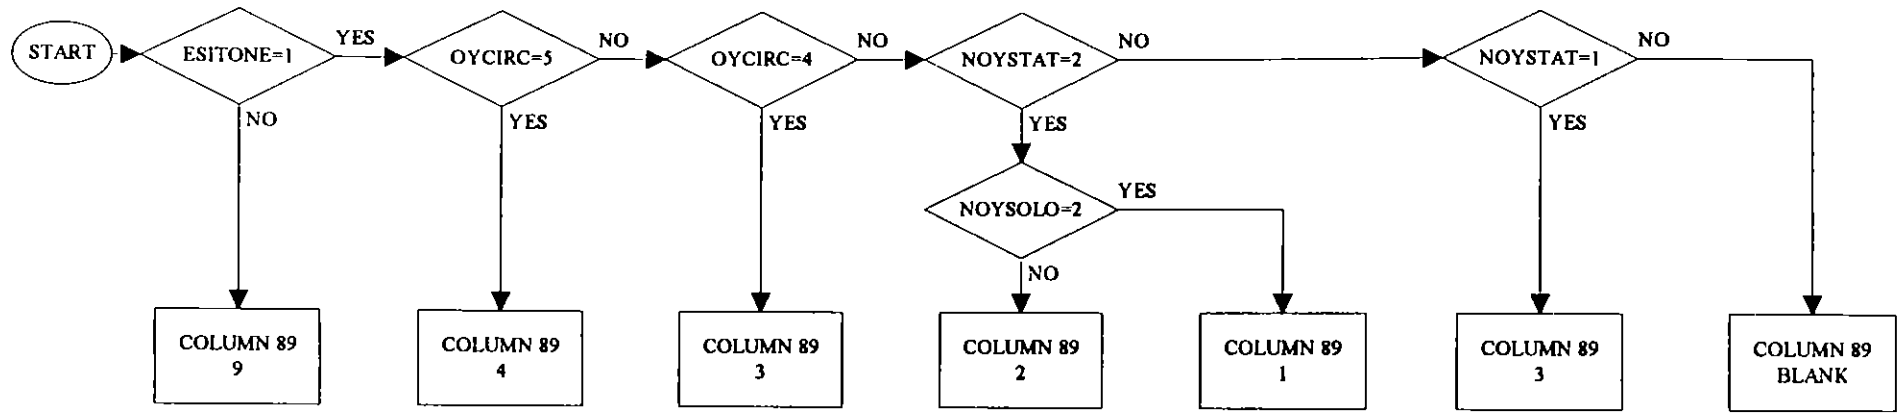 START
ESITONE=1
YES
OYCIRC=5
NO
OYCIRC=4
NO
NOYSTAT=2
NO
NOYSTAT=1
NO
NO
YES
YES
YES
YES
NOYSOLO=2
YES
NO
COLUMN 89
9
COLUMN 89
4
COLUMN 89
3
COLUMN 89
2
COLUMN 89
1
COLUMN 89
3
COLUMN 89
BLANK